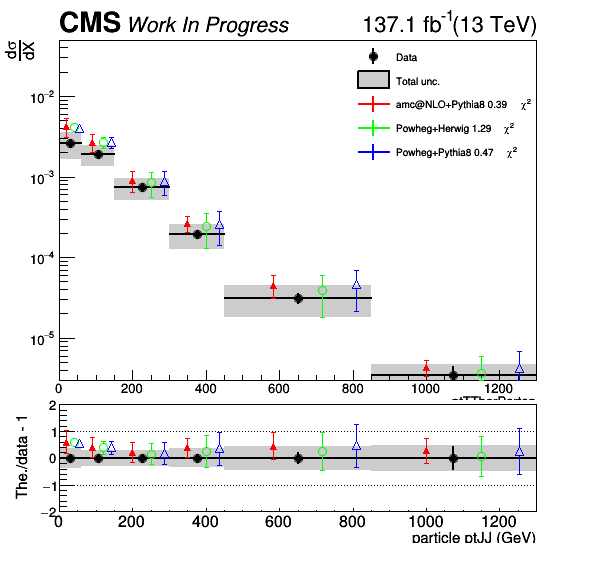 CMS Work In Progress 137.1 fb⁻¹(13 TeV)
dσ
dX
Data
Total unc.
amc@NLO+Pythia8 0.39 χ²
Powheg+Herwig 1.29 χ²
Powheg+Pythia8 0.47 χ²
10⁻²
10⁻³
10⁻⁴
10⁻⁵
0 200 400 600 800 1000 1200
The./data - 1
2
1
0
−1
−2
0 200 400 600 800 1000 1200
particle ptJJ (GeV)